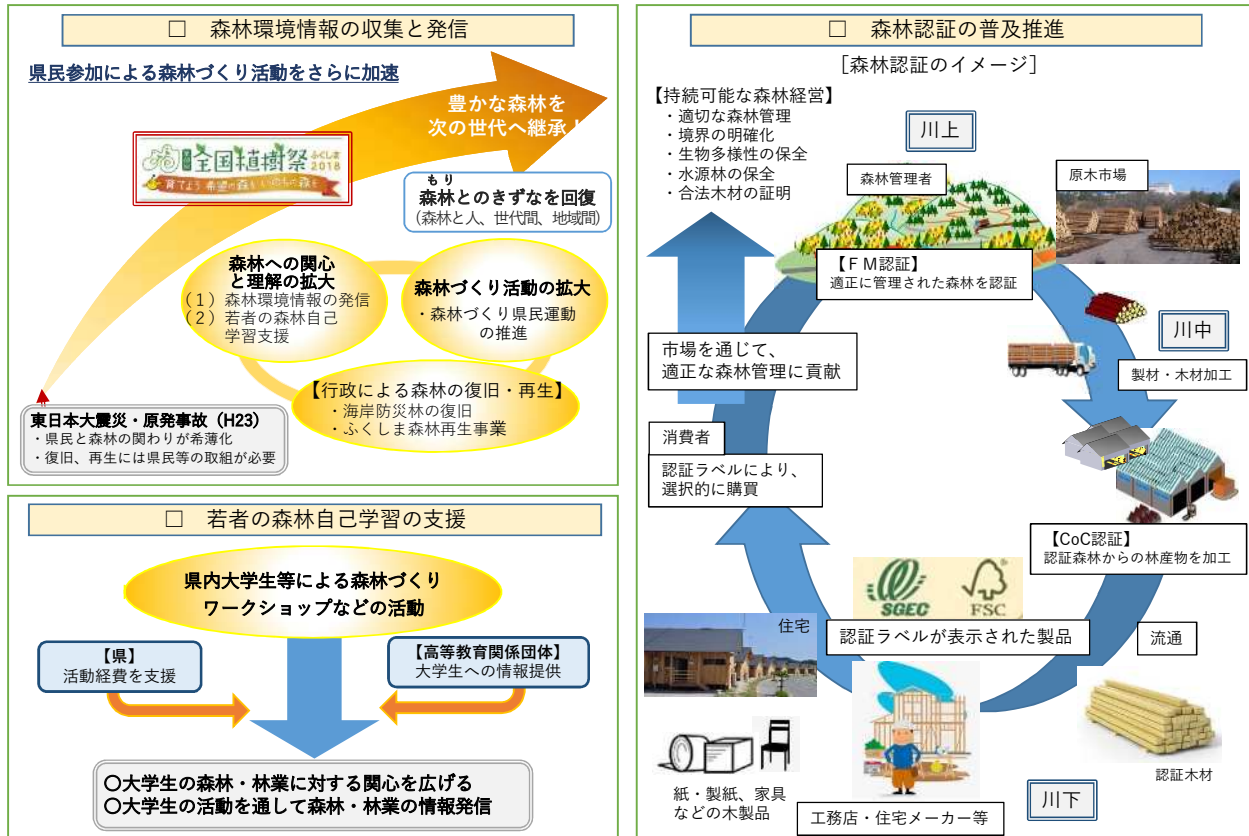 □ 森林環境情報の収集と発信
県民参加による森林づくり活動をさらに加速
豊かな森林を
次の世代へ継承！
全国植樹祭 ふくしま
2018
育てよう 希望の森を いのちの森を
もり
森林とのきずなを回復
（森林と人、世代間、地域間）
森林への関心
と理解の拡大
（１）森林環境情報の発信
（２）若者の森林自己
学習支援
森林づくり活動の拡大
・森林づくり県民運動
の推進
【行政による森林の復旧・再生】
・海岸防災林の復旧
・ふくしま森林再生事業
東日本大震災・原発事故（H23）
・県民と森林の関わりが希薄化
・復旧、再生には県民等の取組が必要
□ 若者の森林自己学習の支援
県内大学生等による森林づくり
ワークショップなどの活動
【県】
活動経費を支援
【高等教育関係団体】
大学生への情報提供
〇大学生の森林・林業に対する関心を広げる
〇大学生の活動を通して森林・林業の情報発信
□ 森林認証の普及推進
［森林認証のイメージ］
【持続可能な森林経営】
・適切な森林管理
・境界の明確化
・生物多様性の保全
・水源林の保全
・合法木材の証明
川上
森林管理者
原木市場
【ＦＭ認証】
適正に管理された森林を認証
川中
製材・木材加工
市場を通じて、
適正な森林管理に貢献
消費者
認証ラベルにより、
選択的に購買
【CoC認証】
認証森林からの林産物を加工
SGEC
FSC
認証ラベルが表示された製品
流通
住宅
認証木材
紙・製紙、家具
などの木製品
工務店・住宅メーカー等
川下